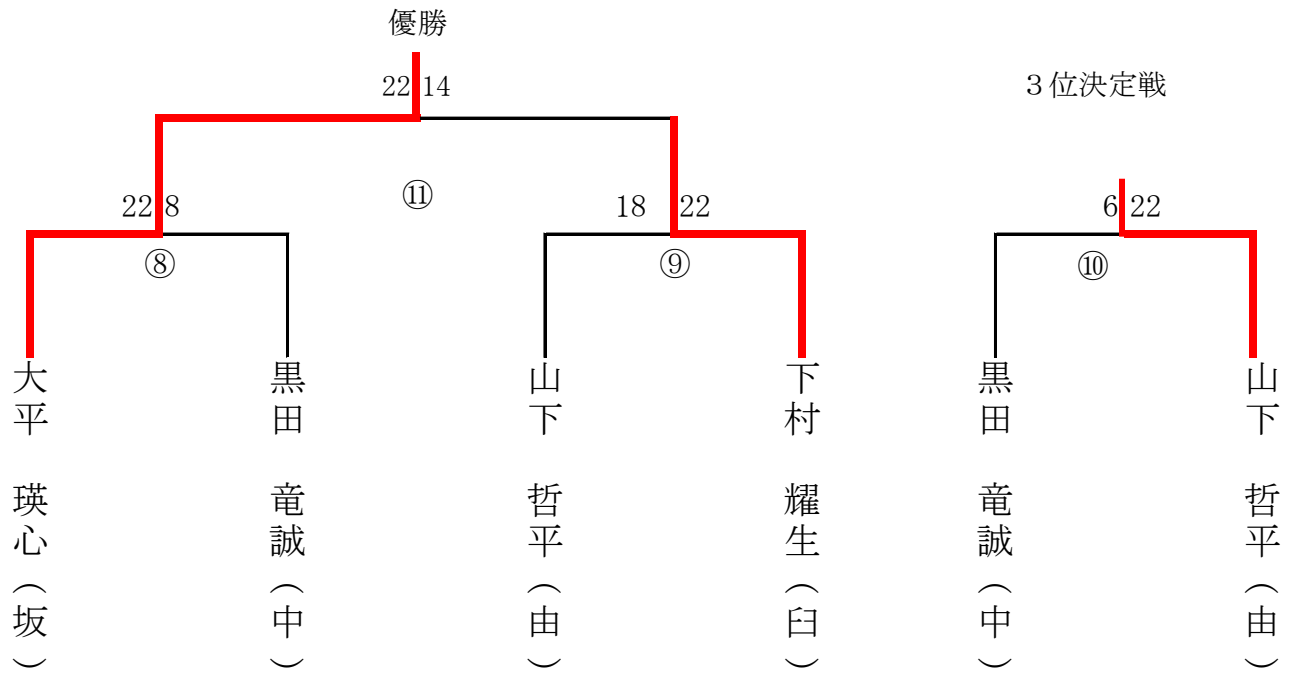 優勝
22 14
３位決定戦
22 8
⑪
18 22
6 22
⑧
⑨
⑩
大平 瑛心（坂）
黒田 竜誠（中）
山下 哲平（由）
下村 耀生（臼）
黒田 竜誠（中）
山下 哲平（由）